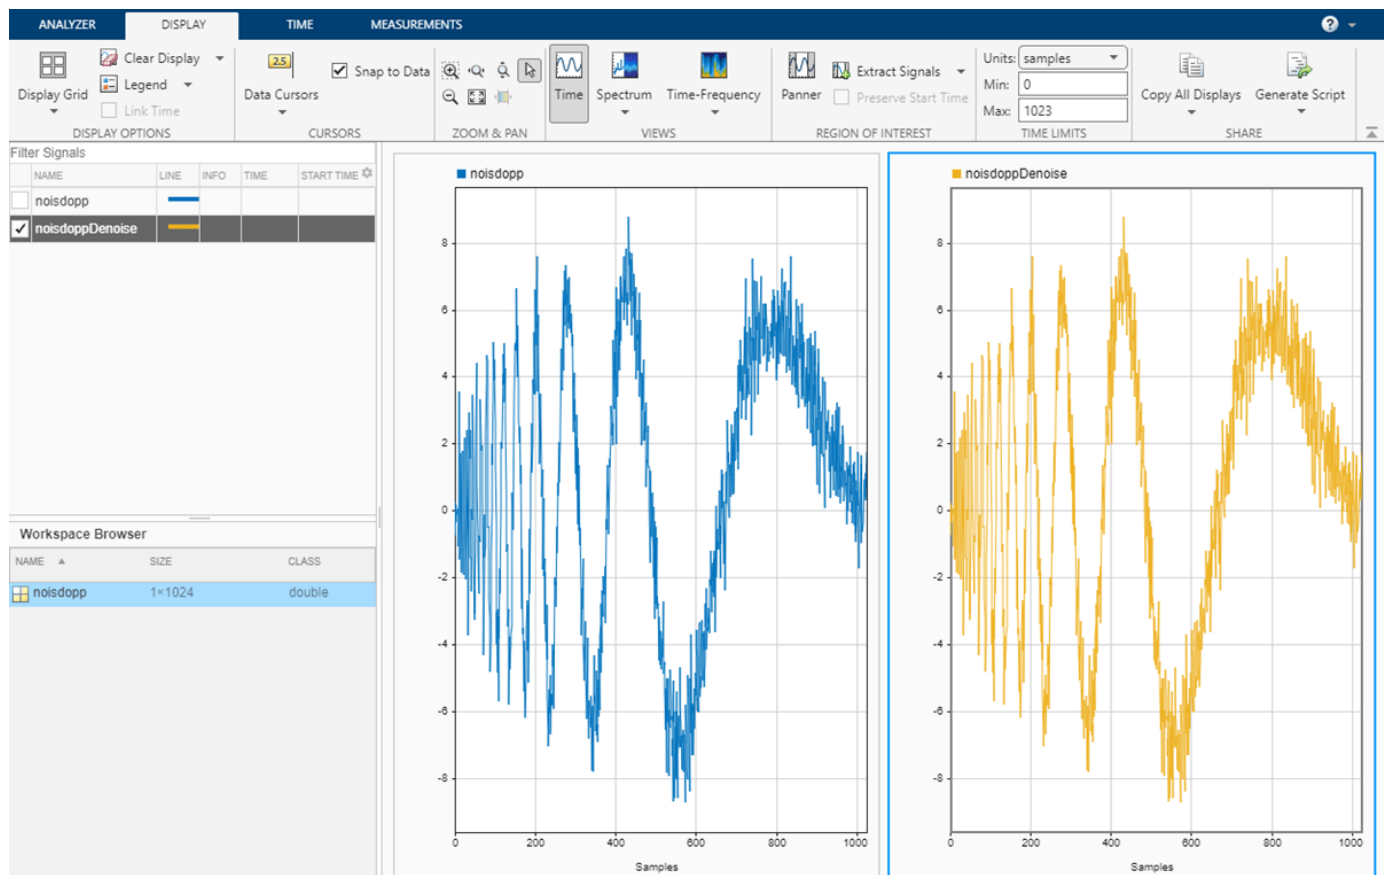 ANALYZER DISPLAY TIME MEASUREMENTS ?
Clear Display 2.5 Snap to Data Extract Signals Units: samples
Legend Min: 0
Display Grid Data Cursors Time Spectrum Time-Frequency Panner Preserve Start Time Copy All Displays Generate Script
Link Time Max: 1023
DISPLAY OPTIONS CURSORS ZOOM & PAN VIEWS REGION OF INTEREST TIME LIMITS SHARE
Filter Signals
NAME LINE INFO TIME START TIME
noisdopp
noisdoppDenoise
Workspace Browser
NAME SIZE CLASS
noisdopp 1×1024 double
noisdopp
8
6
4
2
0
-2
-4
-6
-8
0 200 400 600 800 1000
Samples
noisdoppDenoise
8
6
4
2
0
-2
-4
-6
-8
0 200 400 600 800 1000
Samples